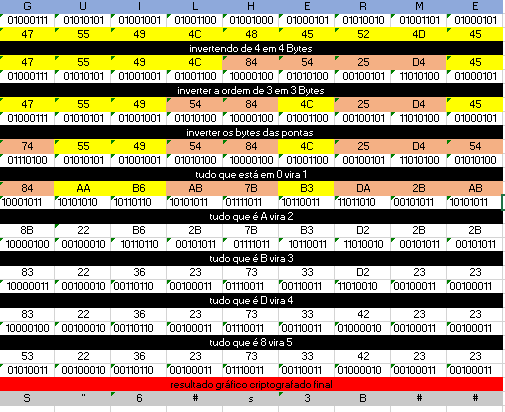 G U I L H E R M E
01000111 01010101 01001001 01001100 01001000 01000101 01010010 01001101 01000101
47 55 49 4C 48 45 52 4D 45
invertendo de 4 em 4 Bytes
47 55 49 4C 84 54 25 D4 45
01000111 01010101 01001001 01001100 10000100 01010100 00100101 11010100 01000101
inverter a ordem de 3 em 3 Bytes
47 55 49 54 84 4C 25 D4 45
01000111 01010101 01001001 01010100 10000100 01001100 00100101 11010100 01000101
inverter os bytes das pontas
74 55 49 54 84 4C 25 D4 54
01110100 01010101 01001001 01010100 10000100 01001100 00100101 11010100 01010100
tudo que está em 0 vira 1
84 AA B6 AB 7B B3 DA 2B AB
10001011 10101010 10110110 10101011 01111011 10110011 11011010 00101011 10101011
tudo que é A vira 2
8B 22 B6 2B 7B B3 D2 2B 2B
10000100 00100010 10110110 00101011 01111011 10110011 11010010 00101011 00101011
tudo que é B vira 3
83 22 36 23 73 33 D2 23 23
10000011 00100010 00110110 00100011 01110011 00110011 11010010 00100011 00100011
tudo que é D vira 4
83 22 36 23 73 33 42 23 23
10000100 00100010 00110110 00100011 01110011 00110011 01000010 00100011 00100011
tudo que é 8 vira 5
53 22 36 23 73 33 42 23 23
01010011 00100010 00110110 00100011 01110011 00110011 01000010 00100011 00100011
resultado gráfico criptografado final
S " 6 # s 3 B # #